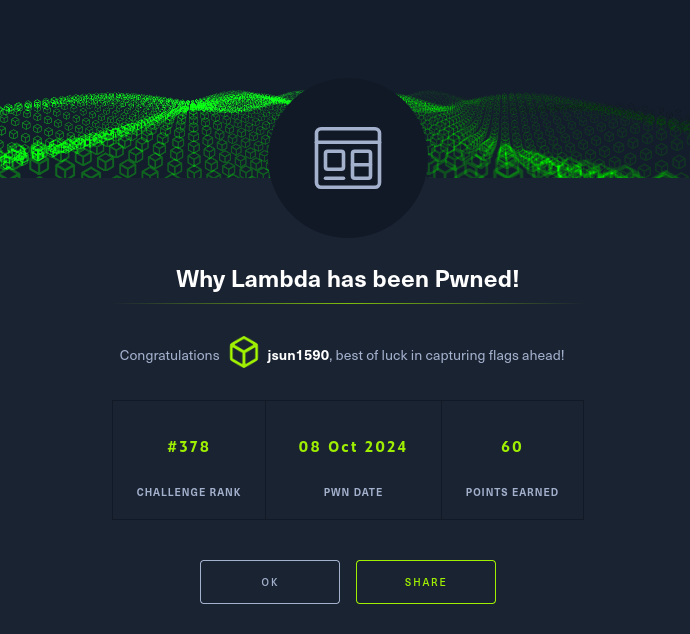 Why Lambda has been Pwned!
Congratulations jsun1590, best of luck in capturing flags ahead!
#378 08 Oct 2024 60
CHALLENGE RANK PWN DATE POINTS EARNED
OK SHARE